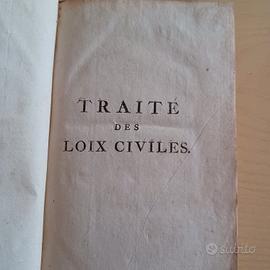 TRAITÉ
DES
LOIX CIVILES.
subito